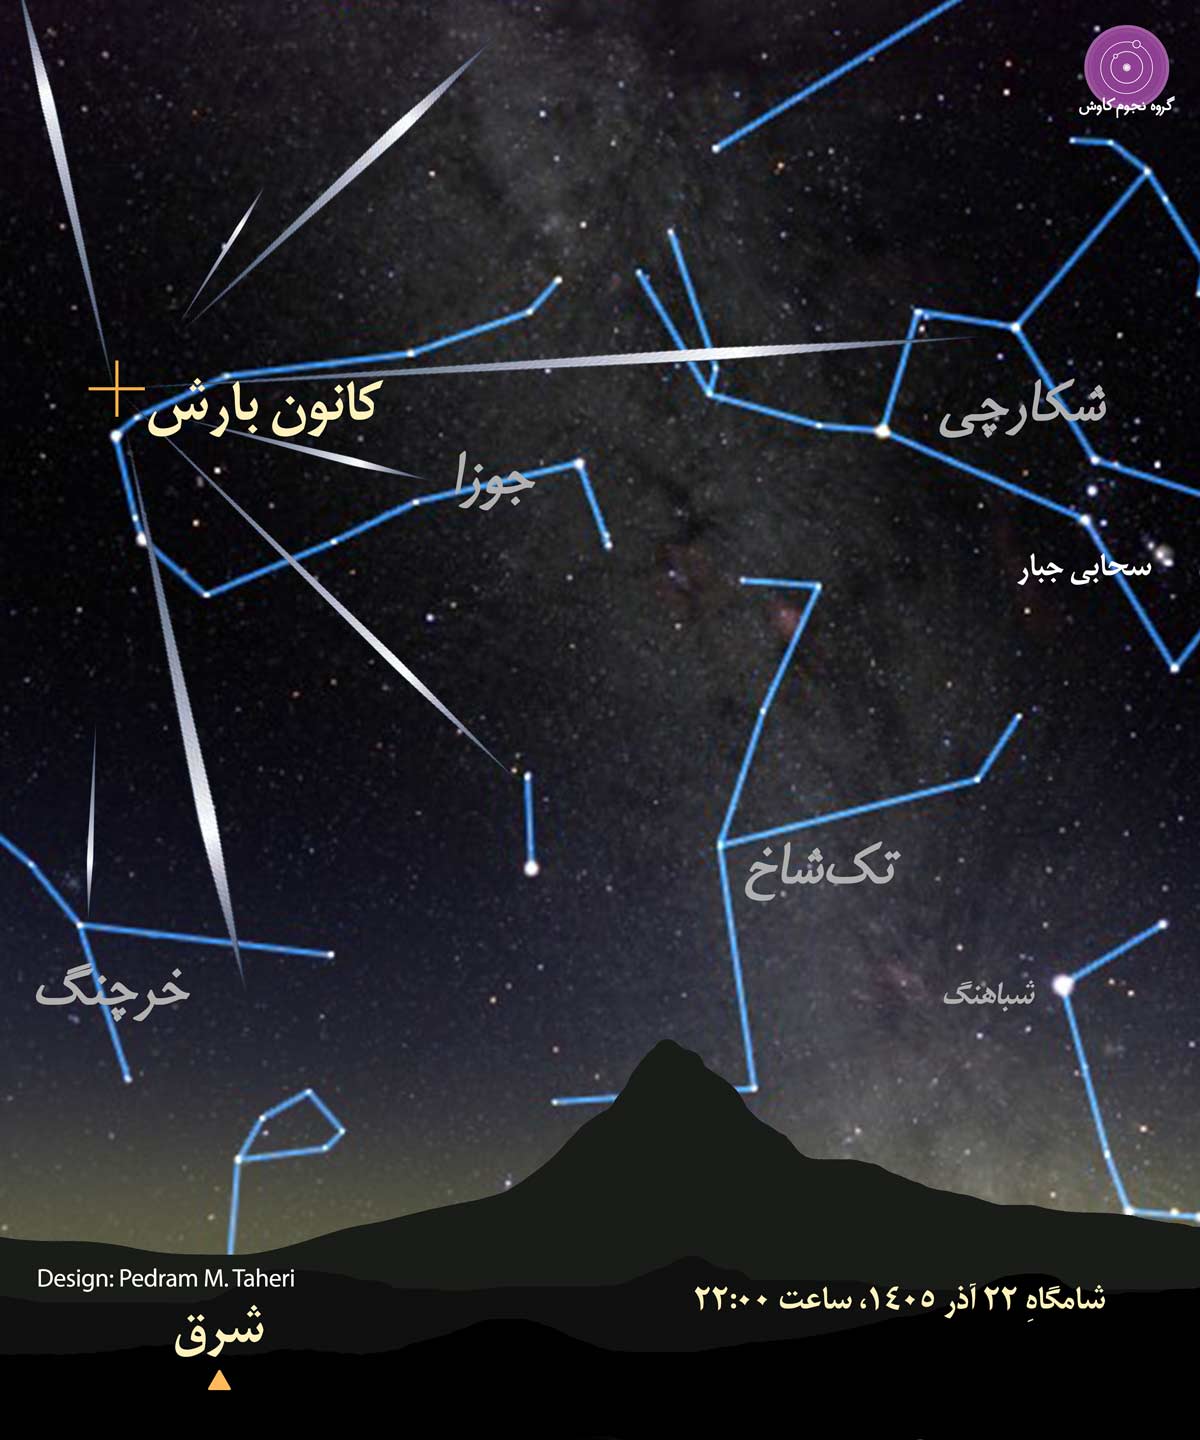 گروه نجوم کاوش
کانون بارش
شکارچی
جوزا
سحابی جبار
تک‌شاخ
خرچنگ
شباهنگ
Design: Pedram M. Taheri
شامگاهِ ۲۲ آذر ۱۴۰۵، ساعت ۲۲:۰۰
شرق